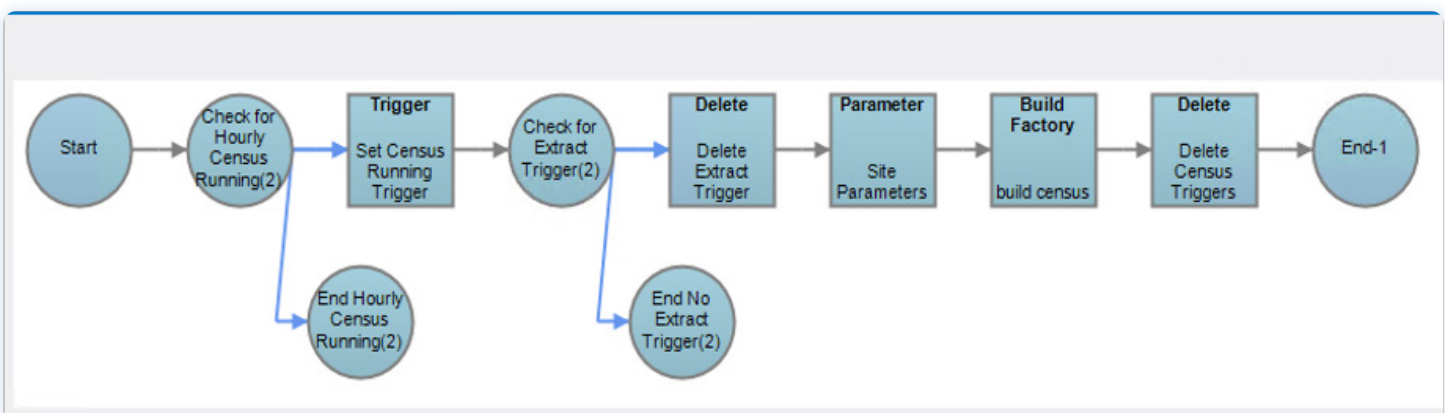 Start
Check for
Hourly
Census
Running(2)
Trigger
Set Census
Running
Trigger
Check for
Extract
Trigger(2)
Delete
Delete
Extract
Trigger
Parameter
Site
Parameters
Build
Factory
build census
Delete
Delete
Census
Triggers
End-1
End Hourly
Census
Running(2)
End No
Extract
Trigger(2)